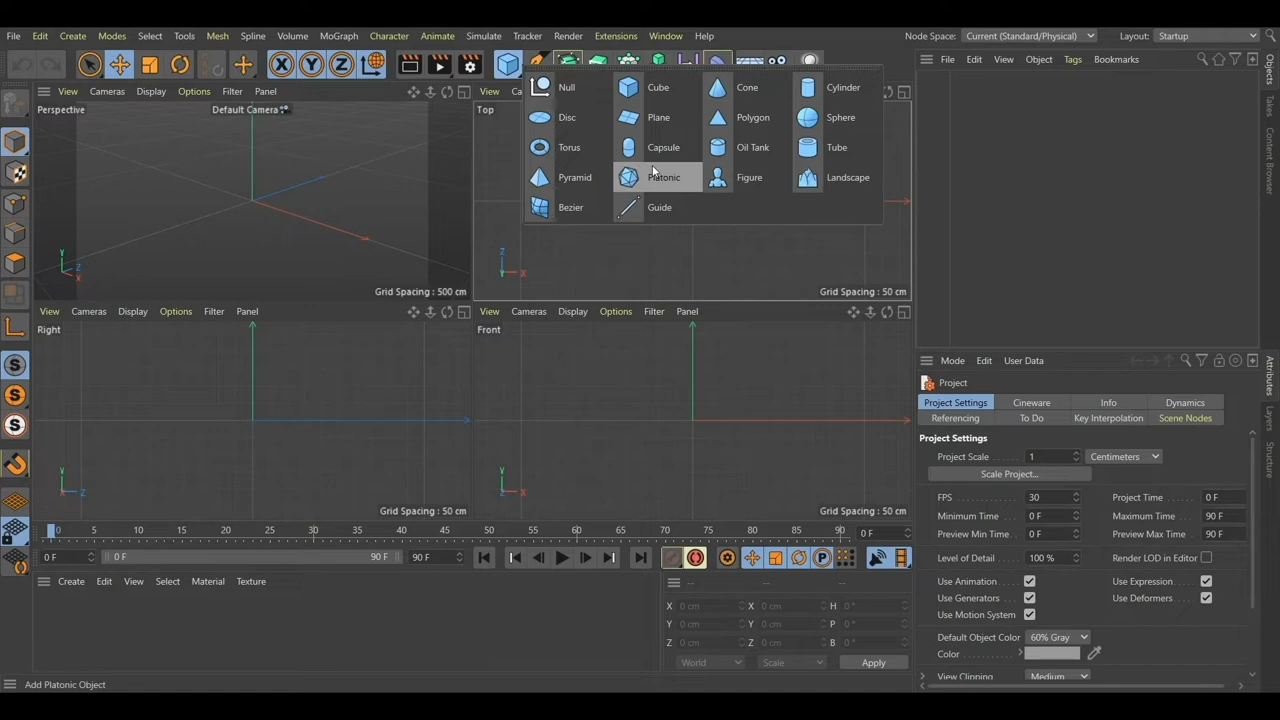 File Edit Create Modes Select Tools Mesh Spline Volume MoGraph Character Animate Simulate Tracker Render Extensions Window Help Node Space: Current (Standard/Physical) Layout: Startup
X Y Z
View Cameras Display Options Filter Panel
View
File Edit View Object Tags Bookmarks
Perspective Default Camera
Top
Null Cube Cone Cylinder
Disc Plane Polygon Sphere
Torus Capsule Oil Tank Tube
Pyramid Platonic Figure Landscape
Bezier Guide
Y Z X
Z Y X
Grid Spacing : 500 cm
Grid Spacing : 50 cm
View Cameras Display Options Filter Panel
View Cameras Display Options Filter Panel
Right
Front
Y X Z
Y Z X
Grid Spacing : 50 cm
Grid Spacing : 50 cm
S
S
S
0 5 10 15 20 25 30 35 40 45 50 55 60 65 70 75 80 85 90 0 F
0 F 0 F 90 F 90 F
P
Create Edit View Select Material Texture
-- -- --
X 0 cm X 0 cm H 0 °
Y 0 cm Y 0 cm P 0 °
Z 0 cm Z 0 cm B 0 °
World Scale Apply
Add Platonic Object
Mode Edit User Data
Project
Project Settings Cineware Info Dynamics
Referencing To Do Key Interpolation Scene Nodes
Project Settings
Project Scale 1 Centimeters
Scale Project...
FPS 30 Project Time 0 F
Minimum Time 0 F Maximum Time 90 F
Preview Min Time 0 F Preview Max Time 90 F
Level of Detail 100 % Render LOD in Editor
Use Animation Use Expression
Use Generators Use Deformers
Use Motion System
Default Object Color 60% Gray
Color
View Clipping Medium
Objects
Takes
Content Browser
Attributes
Layers
Structure